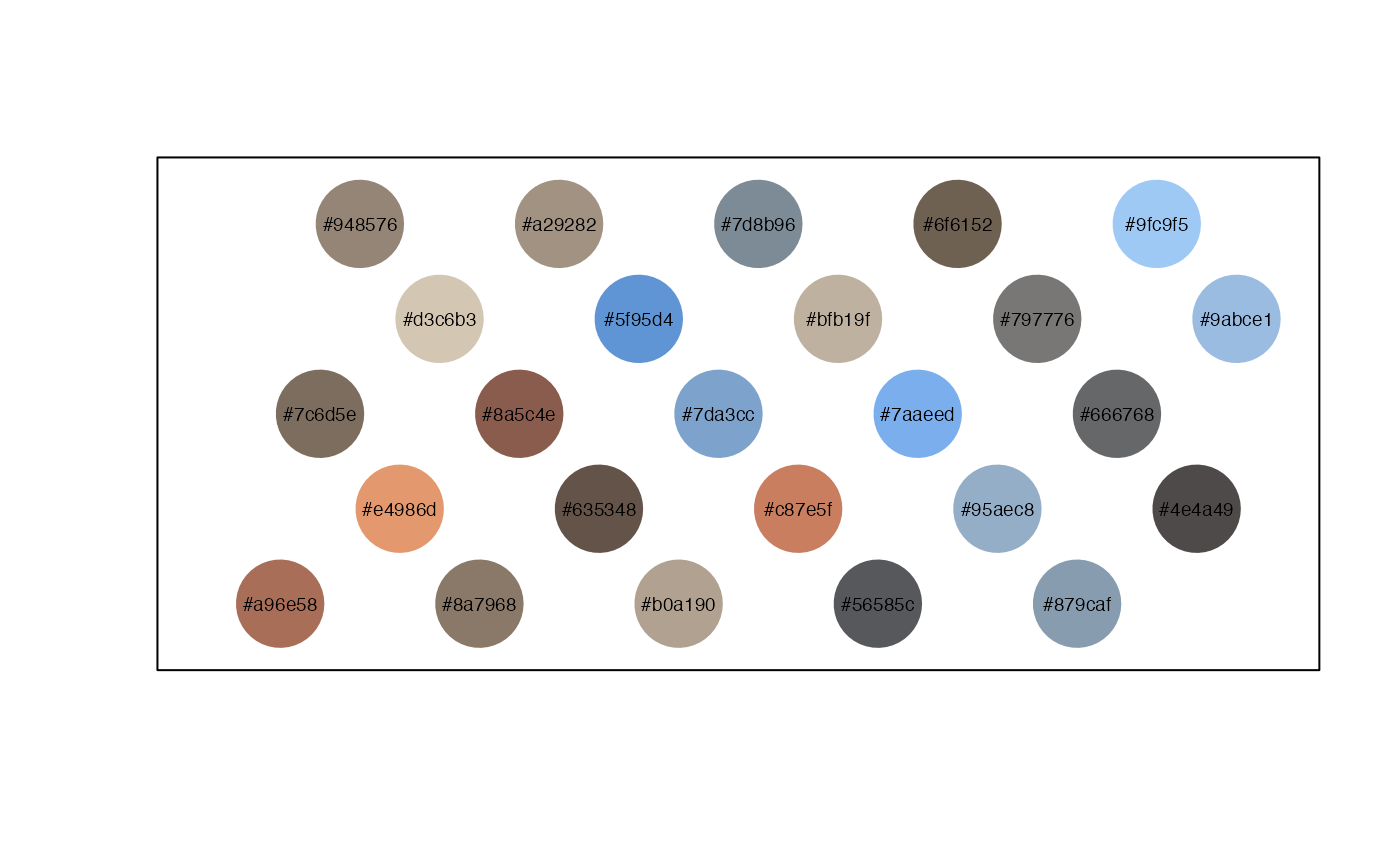 #948576 #a29282 #7d8b96 #6f6152 #9fc9f5
#d3c6b3 #5f95d4 #bfb19f #797776 #9abce1
#7c6d5e #8a5c4e #7da3cc #7aaeed #666768
#e4986d #635348 #c87e5f #95aec8 #4e4a49
#a96e58 #8a7968 #b0a190 #56585c #879caf